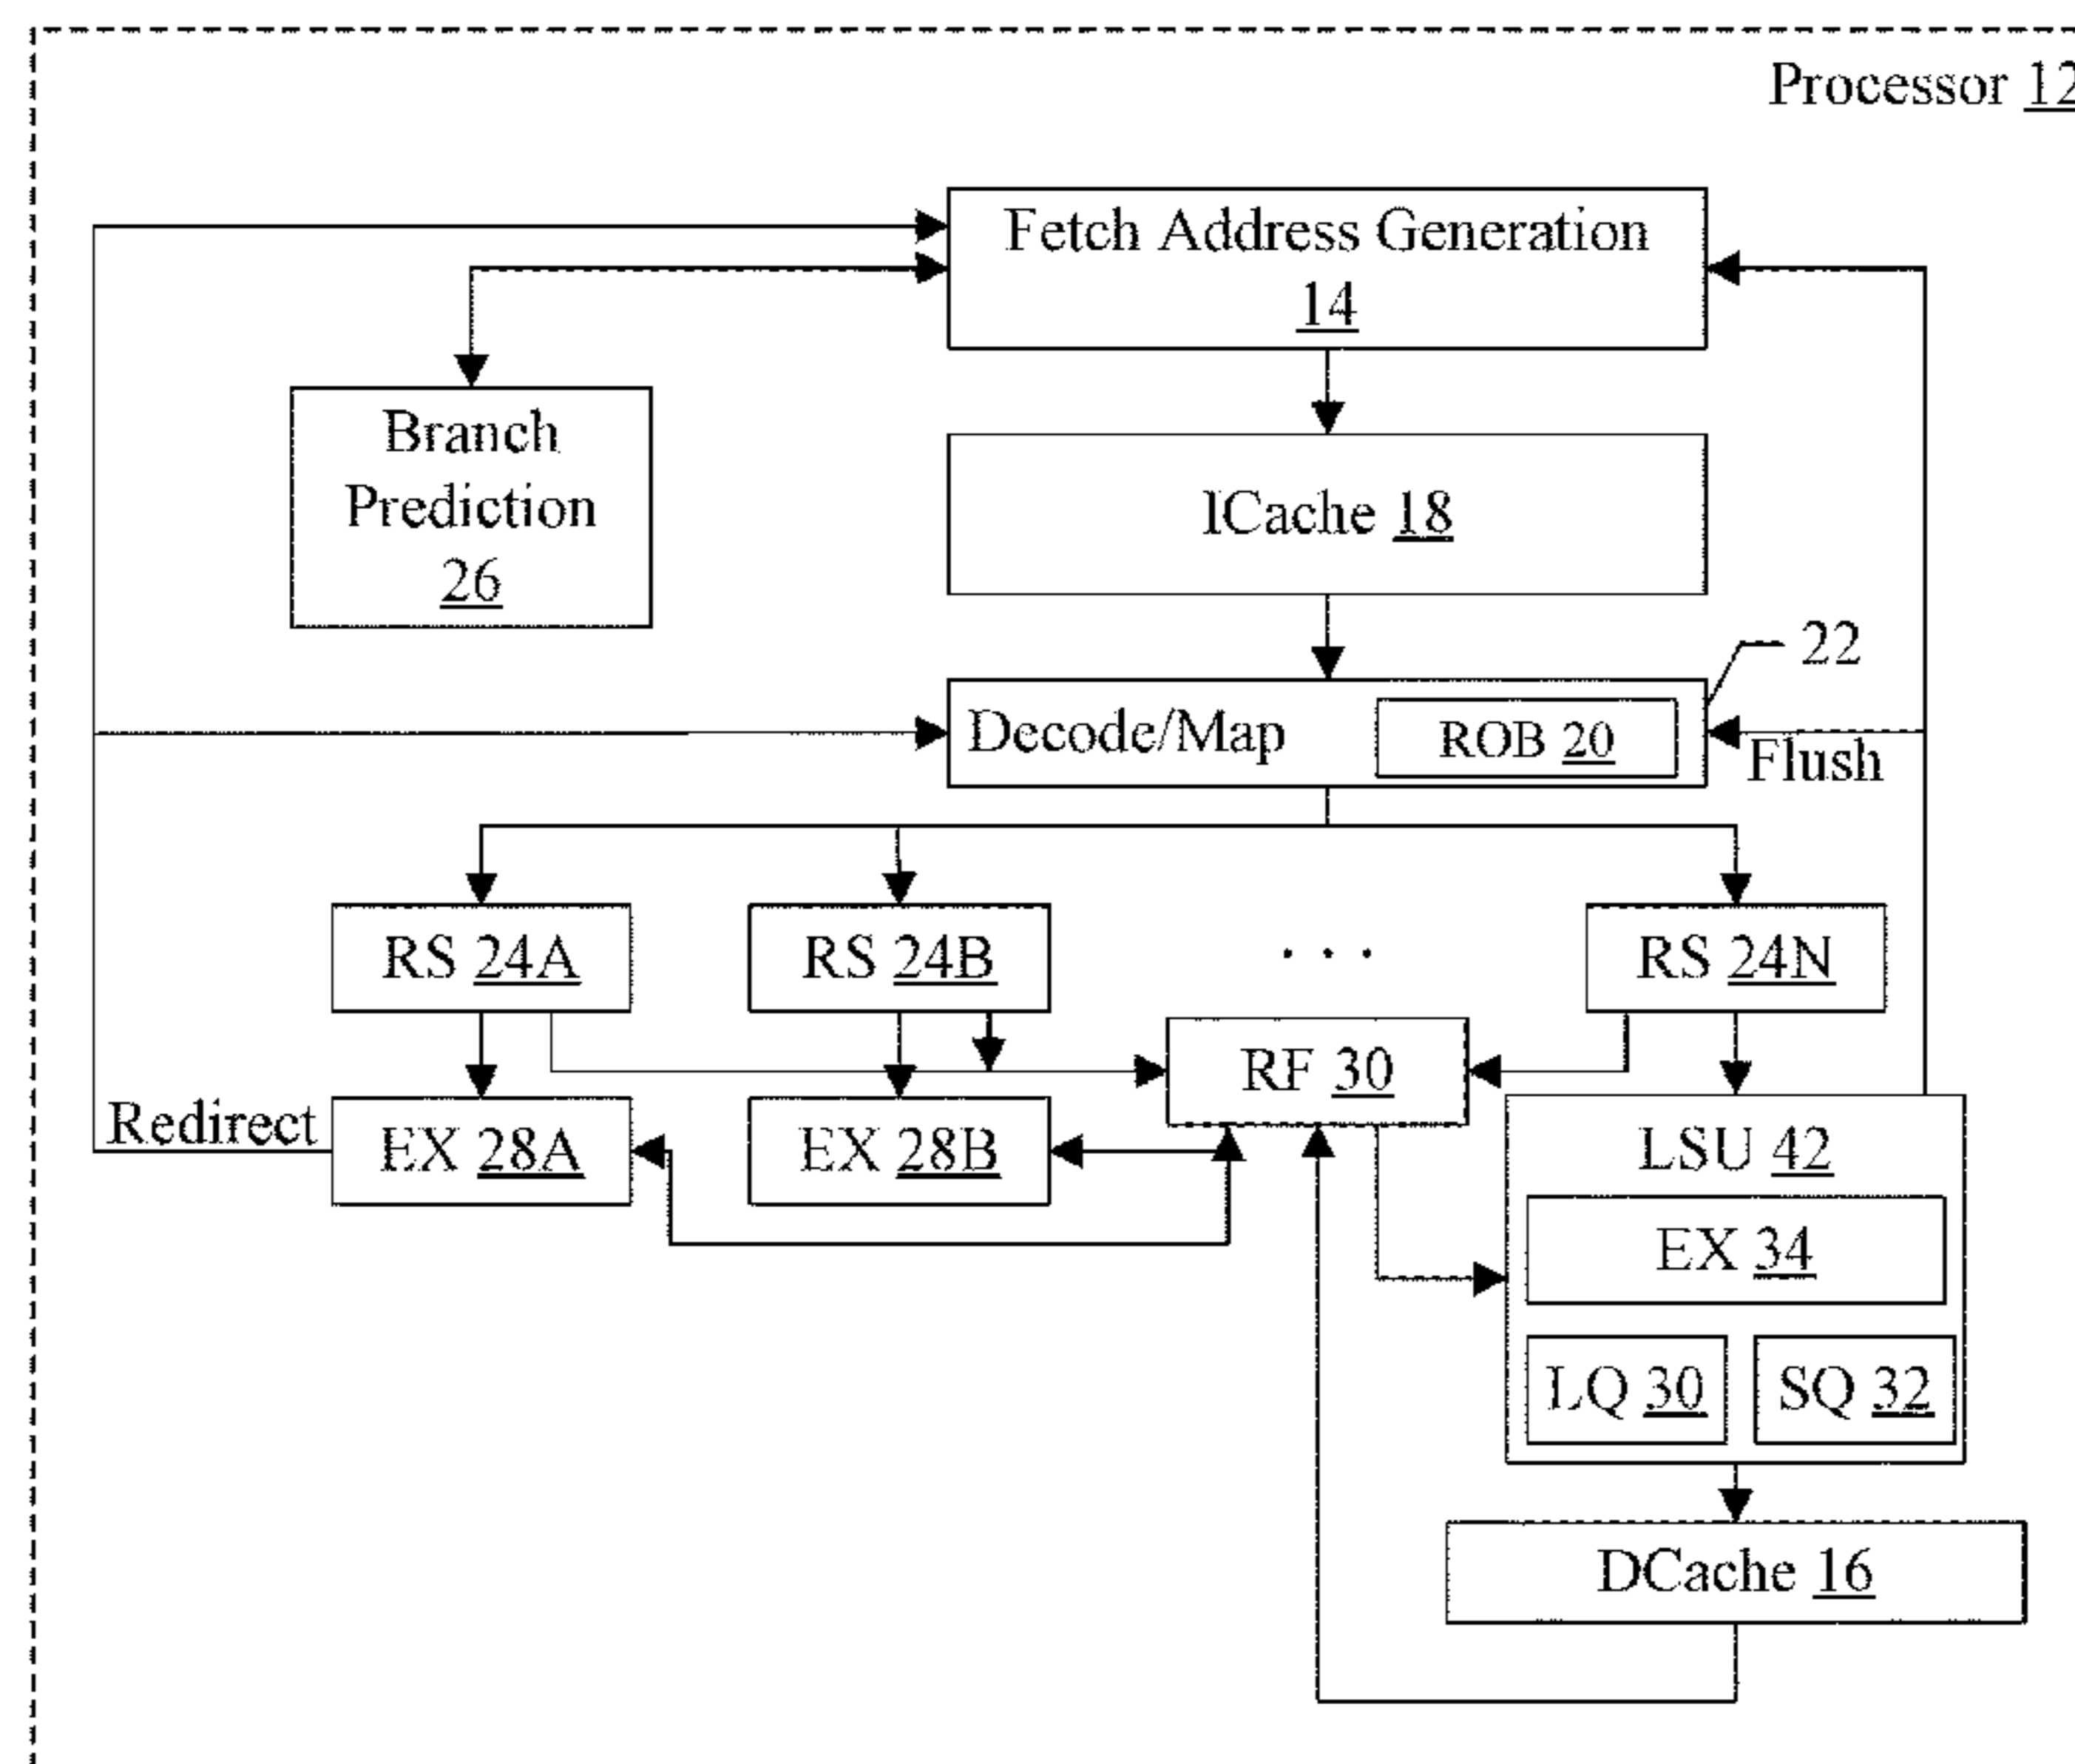 Processor 12
Fetch Address Generation
14
Branch
Prediction
26
ICache 18
22
Decode/Map
ROB 20
Flush
RS 24A
RS 24B
. . .
RS 24N
RF 30
Redirect
EX 28A
EX 28B
LSU 42
EX 34
LQ 30
SQ 32
DCache 16